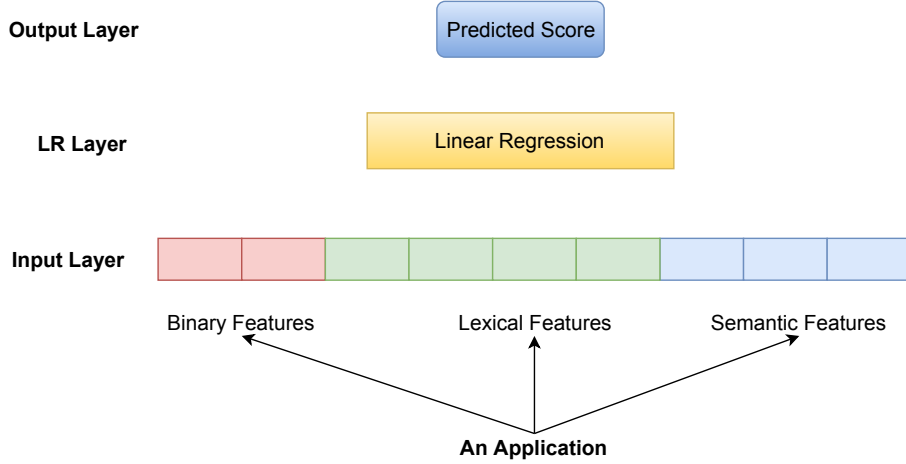 Output Layer
Predicted Score
LR Layer
Linear Regression
Input Layer
Binary Features
Lexical Features
Semantic Features
An Application